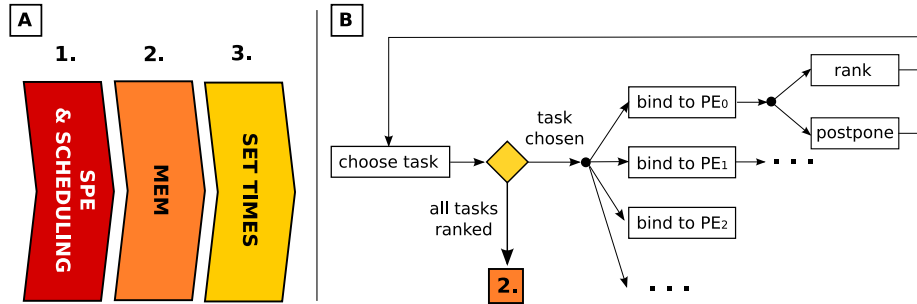 A
1.
2.
3.
SPE
& SCHEDULING
MEM
SET TIMES
B
choose task
task
chosen
all tasks
ranked
2.
bind to PE0
bind to PE1
. . .
bind to PE2
. . .
rank
postpone